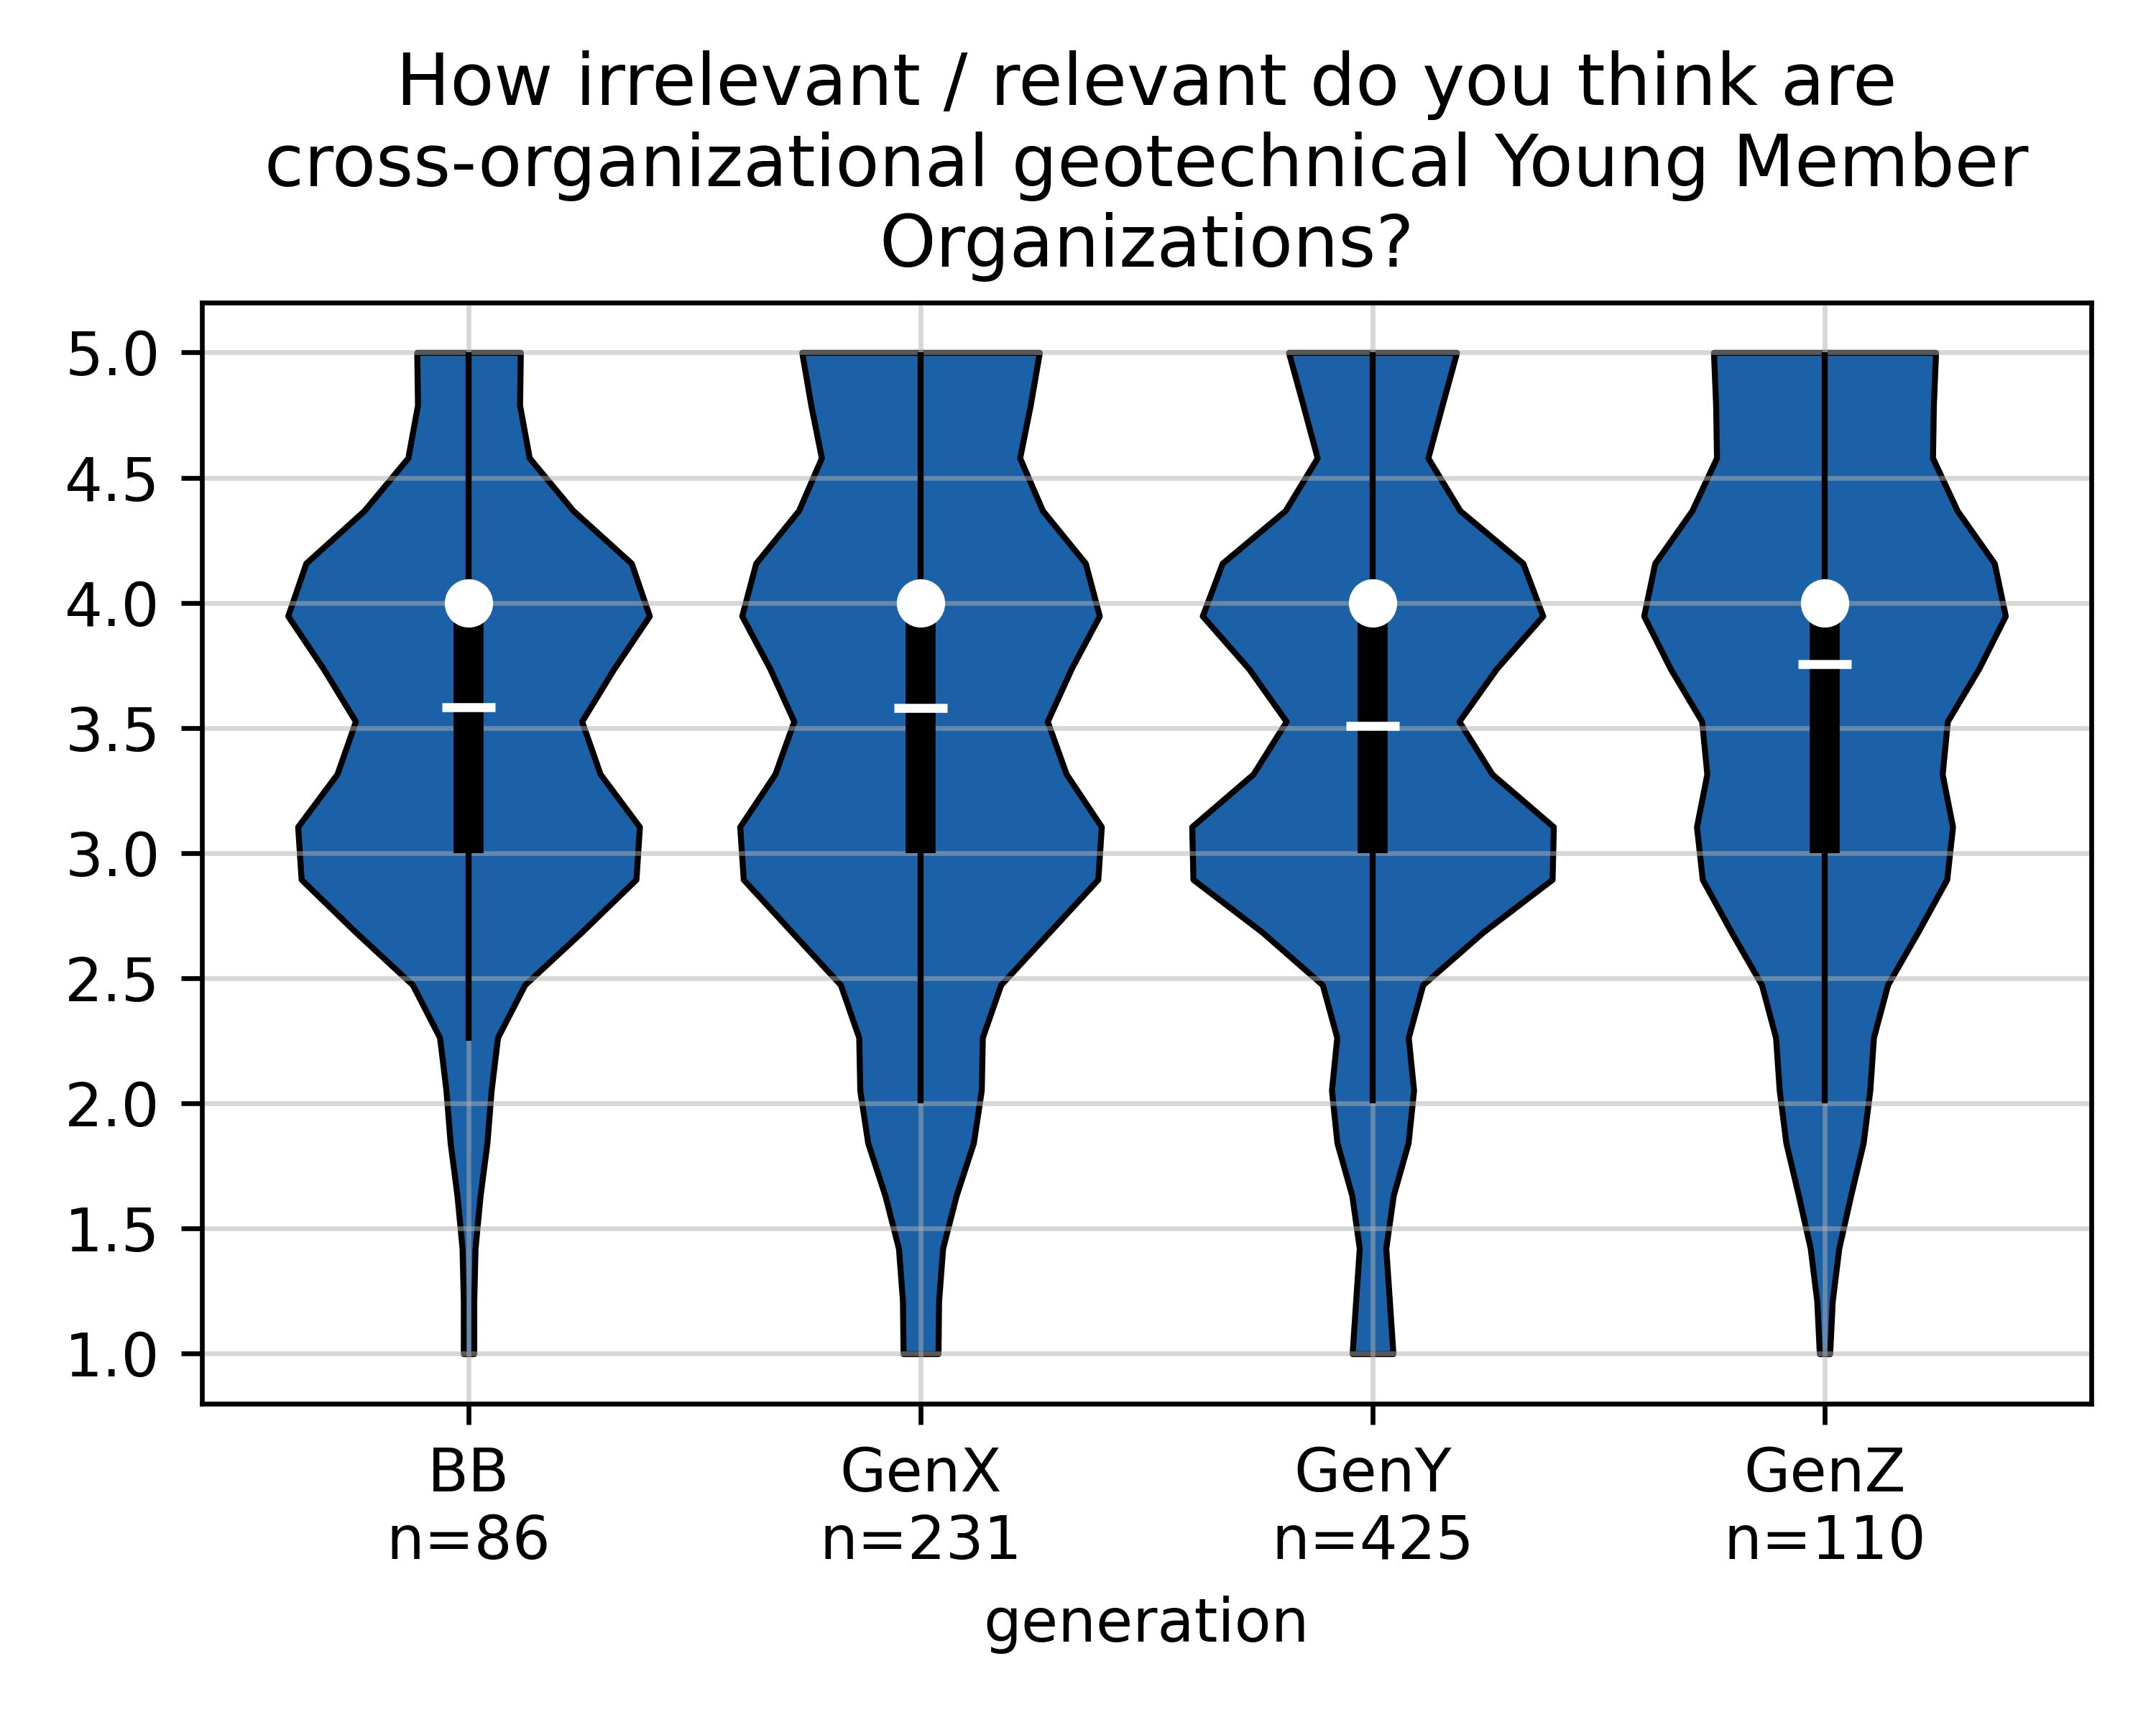 How irrelevant / relevant do you think are
cross-organizational geotechnical Young Member
Organizations?
5.0
4.5
4.0
3.5
3.0
2.5
2.0
1.5
1.0
BB GenX GenY GenZ
n=86 n=231 n=425 n=110
generation